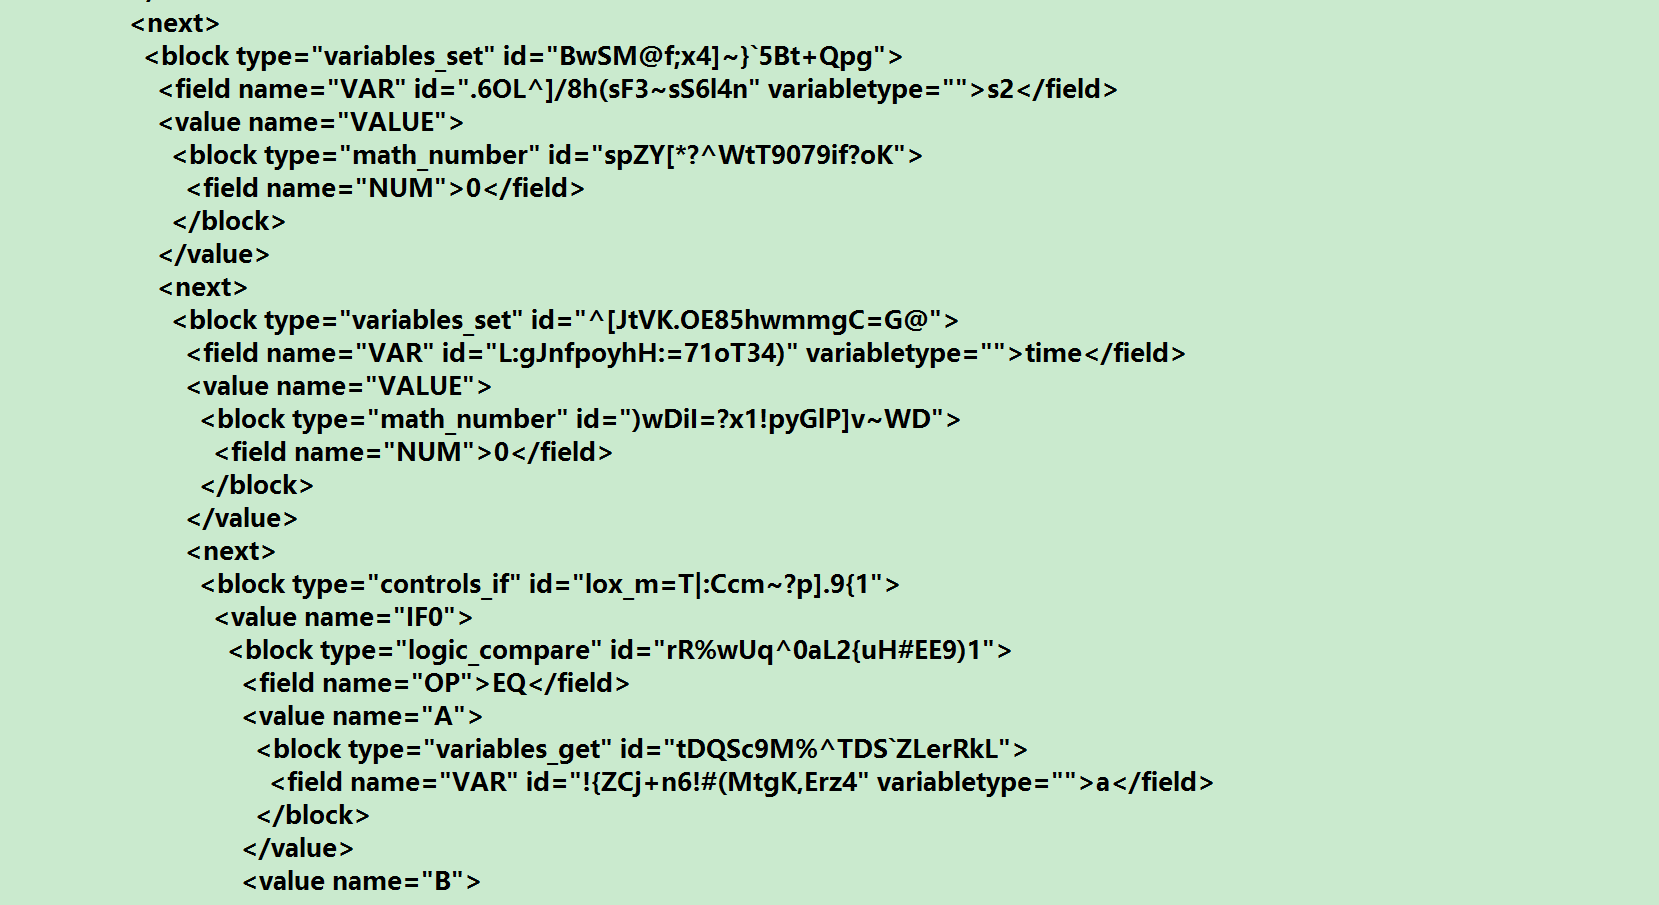 <next>
<block type="variables_set" id="BwSM@f;x4]~}`5Bt+Qpg">
<field name="VAR" id=".6OL^]/8h(sF3~sS6l4n" variabletype="">s2</field>
<value name="VALUE">
<block type="math_number" id="spZY[*?^WtT9079if?oK">
<field name="NUM">0</field>
</block>
</value>
<next>
<block type="variables_set" id="^[JtVK.OE85hwmmgC=G@">
<field name="VAR" id="L:gJnfpoyhH:=71oT34)" variabletype="">time</field>
<value name="VALUE">
<block type="math_number" id=")wDiI=?x1!pyGlP]v~WD">
<field name="NUM">0</field>
</block>
</value>
<next>
<block type="controls_if" id="lox_m=T|:Ccm~?p].9{1">
<value name="IF0">
<block type="logic_compare" id="rR%wUq^0aL2{uH#EE9)1">
<field name="OP">EQ</field>
<value name="A">
<block type="variables_get" id="tDQSc9M%^TDS`ZLerRkL">
<field name="VAR" id="!{ZCj+n6!#(MtgK,Erz4" variabletype="">a</field>
</block>
</value>
<value name="B">